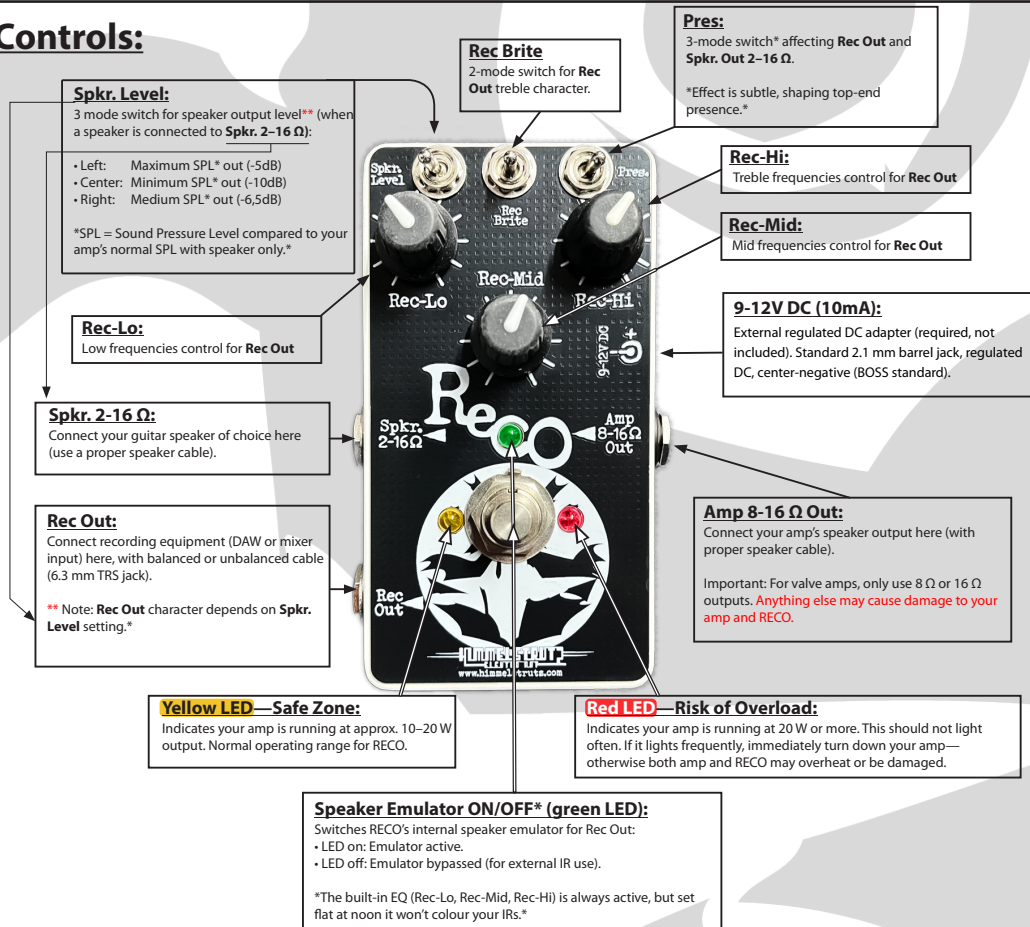 Controls:
Spkr. Level:
3 mode switch for speaker output level** (when
a speaker is connected to Spkr. 2–16 Ω):
• Left: Maximum SPL* out (-5dB)
• Center: Minimum SPL* out (-10dB)
• Right: Medium SPL* out (-6,5dB)
*SPL = Sound Pressure Level compared to your
amp's normal SPL with speaker only.*
Rec Brite
2-mode switch for Rec
Out treble character.
Pres:
3-mode switch* affecting Rec Out and
Spkr. Out 2–16 Ω.
*Effect is subtle, shaping top-end
presence.*
Rec-Hi:
Treble frequencies control for Rec Out
Rec-Mid:
Mid frequencies control for Rec Out
Rec-Lo:
Low frequencies control for Rec Out
9-12V DC (10mA):
External regulated DC adapter (required, not
included). Standard 2.1 mm barrel jack, regulated
DC, center-negative (BOSS standard).
Spkr. 2-16 Ω:
Connect your guitar speaker of choice here
(use a proper speaker cable).
Rec Out:
Connect recording equipment (DAW or mixer
input) here, with balanced or unbalanced cable
(6.3 mm TRS jack).
** Note: Rec Out character depends on Spkr.
Level setting.*
Amp 8-16 Ω Out:
Connect your amp's speaker output here (with
proper speaker cable).
Important: For valve amps, only use 8 Ω or 16 Ω
outputs. Anything else may cause damage to your
amp and RECO.
Spkr.
Level
Rec
Brite
Pres.
Rec-Lo
Rec-Mid
Rec-Hi
9-12V DC
Reco
Spkr.
2-16Ω
Amp
8-16Ω
Out
Rec
Out
www.himmelstruts.com
Yellow LED—Safe Zone:
Indicates your amp is running at approx. 10–20 W
output. Normal operating range for RECO.
Red LED—Risk of Overload:
Indicates your amp is running at 20 W or more. This should not light
often. If it lights frequently, immediately turn down your amp—
otherwise both amp and RECO may overheat or be damaged.
Speaker Emulator ON/OFF* (green LED):
Switches RECO's internal speaker emulator for Rec Out:
• LED on: Emulator active.
• LED off: Emulator bypassed (for external IR use).
*The built-in EQ (Rec-Lo, Rec-Mid, Rec-Hi) is always active, but set
flat at noon it won't colour your IRs.*